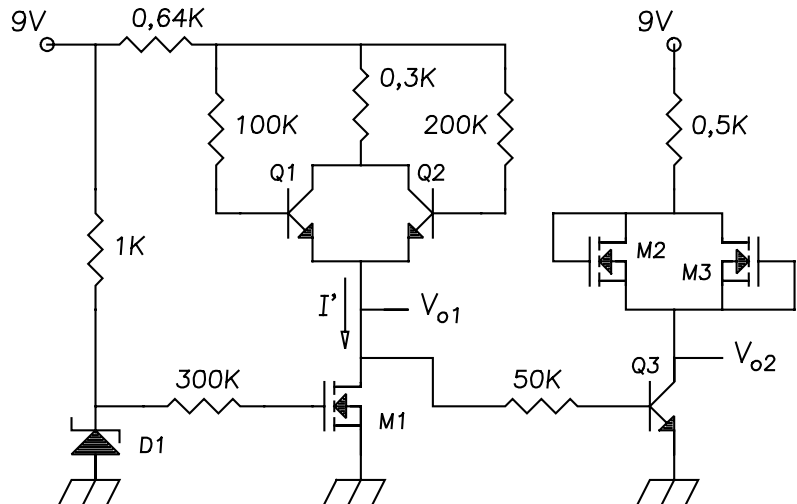 9V
0,64K
9V
100K
0,3K
200K
0,5K
Q1
Q2
1K
M2
M3
I'
Vo1
Vo2
300K
50K
Q3
M1
D1